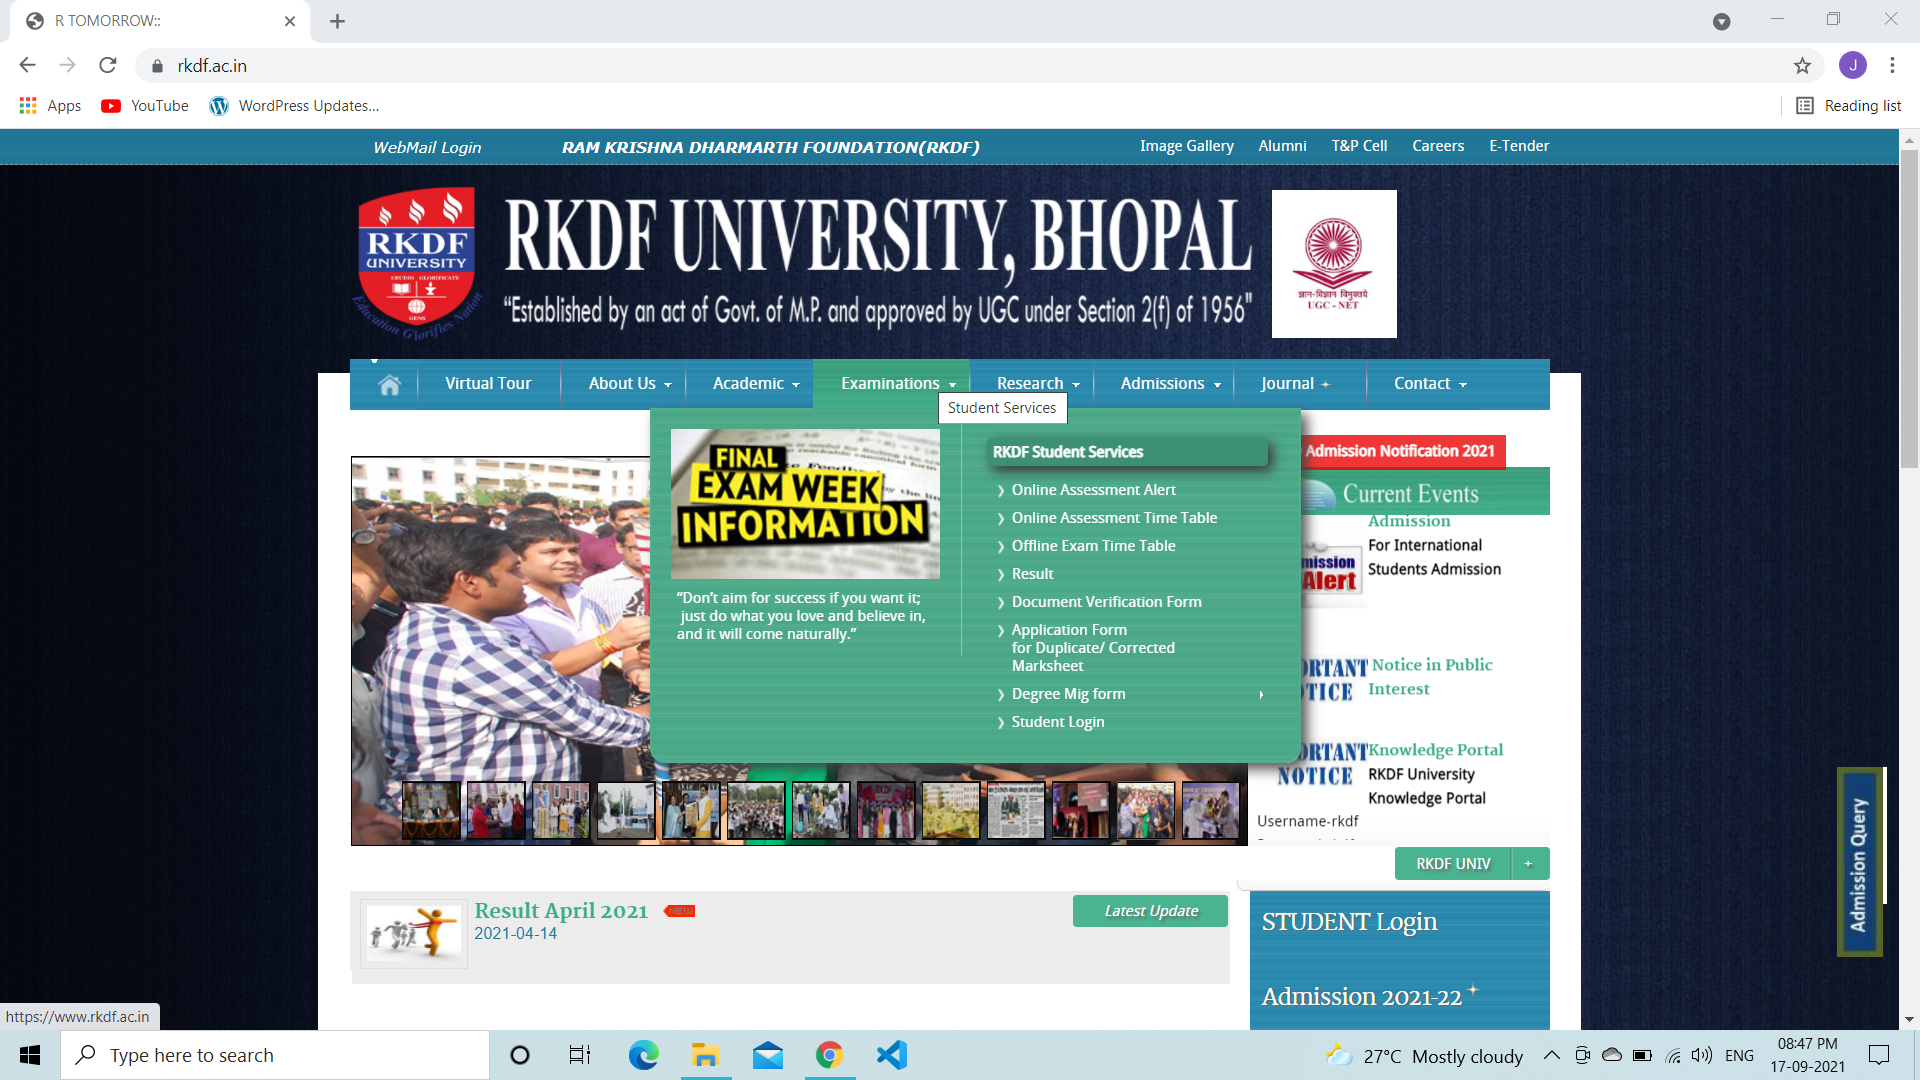 R TOMORROW::
rkdf.ac.in
J
Apps
YouTube
WordPress Updates...
Reading list
WebMail Login
RAM KRISHNA DHARMARTH FOUNDATION(RKDF)
Image Gallery
Alumni
T&P Cell
Careers
E-Tender
RKDF
UNIVERSITY
ERUDIO GLORIFICATE
GENS
Education Glorifies Nation
RKDF UNIVERSITY, BHOPAL
"Established by an act of Govt. of M.P. and approved by UGC under Section 2(f) of 1956"
ज्ञान-विज्ञान विमुक्तये
UGC - NET
Virtual Tour
About Us
Academic
Examinations
Research
Admissions
Journal
Contact
Student Services
FINAL
EXAM WEEK
INFORMATION
“Don’t aim for success if you want it;
just do what you love and believe in,
and it will come naturally.”
RKDF Student Services
Online Assessment Alert
Online Assessment Time Table
Offline Exam Time Table
Result
Document Verification Form
Application Form
for Duplicate/ Corrected
Marksheet
Degree Mig form
Student Login
Admission Notification 2021
Current Events
Admission
For International
Students Admission
mission
Alert
ORTANT
TICE
Notice in Public
Interest
ORTANT
NOTICE
Knowledge Portal
RKDF University
Knowledge Portal
Username-rkdf
RKDF UNIV
+
Admission Query
Result April 2021
NEW
2021-04-14
Latest Update
STUDENT Login
Admission 2021-22
https://www.rkdf.ac.in
Type here to search
27°C Mostly cloudy
ENG
08:47 PM
17-09-2021